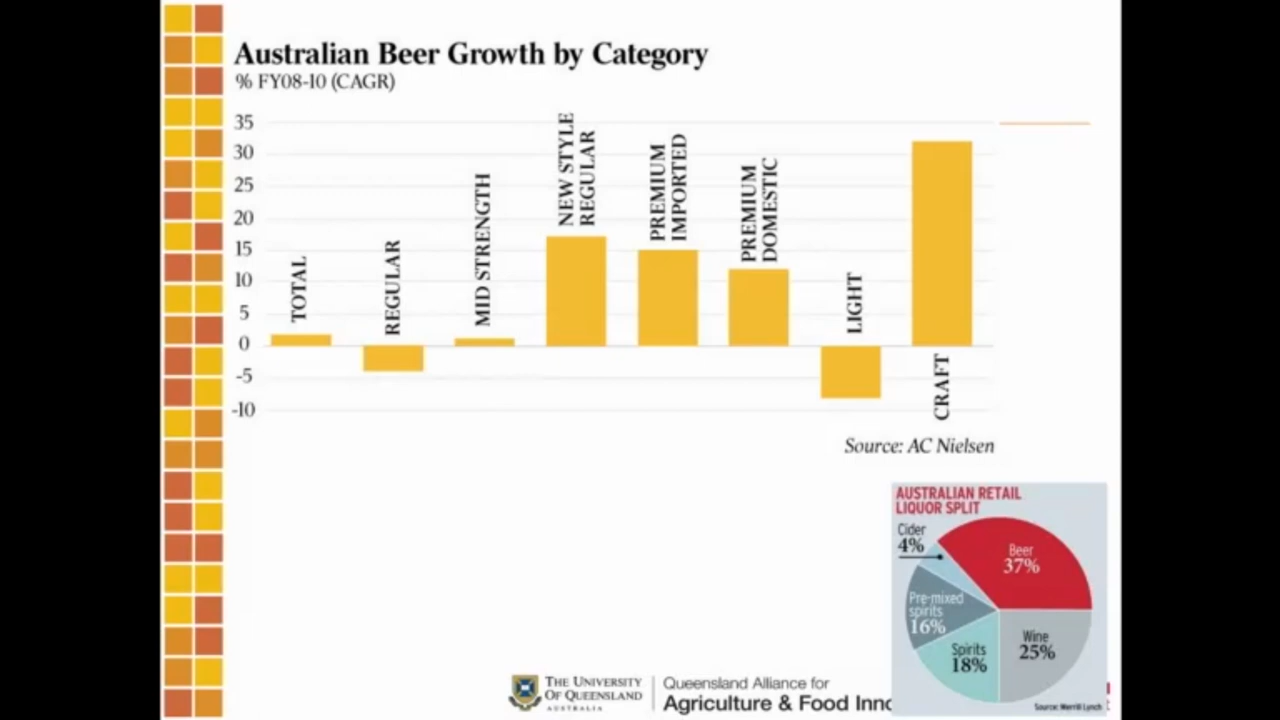 Australian Beer Growth by Category
% FY08-10 (CAGR)
35
30
25
20
15
10
5
0
-5
-10
TOTAL
REGULAR
MID STRENGTH
NEW STYLE
REGULAR
PREMIUM
IMPORTED
PREMIUM
DOMESTIC
LIGHT
CRAFT
Source: AC Nielsen
AUSTRALIAN RETAIL
LIQUOR SPLIT
Cider
4%
Beer
37%
Pre-mixed
spirits
16%
Wine
25%
Spirits
18%
Source: Merrill Lynch
THE UNIVERSITY
OF QUEENSLAND
AUSTRALIA
Queensland Alliance for
Agriculture & Food Inno